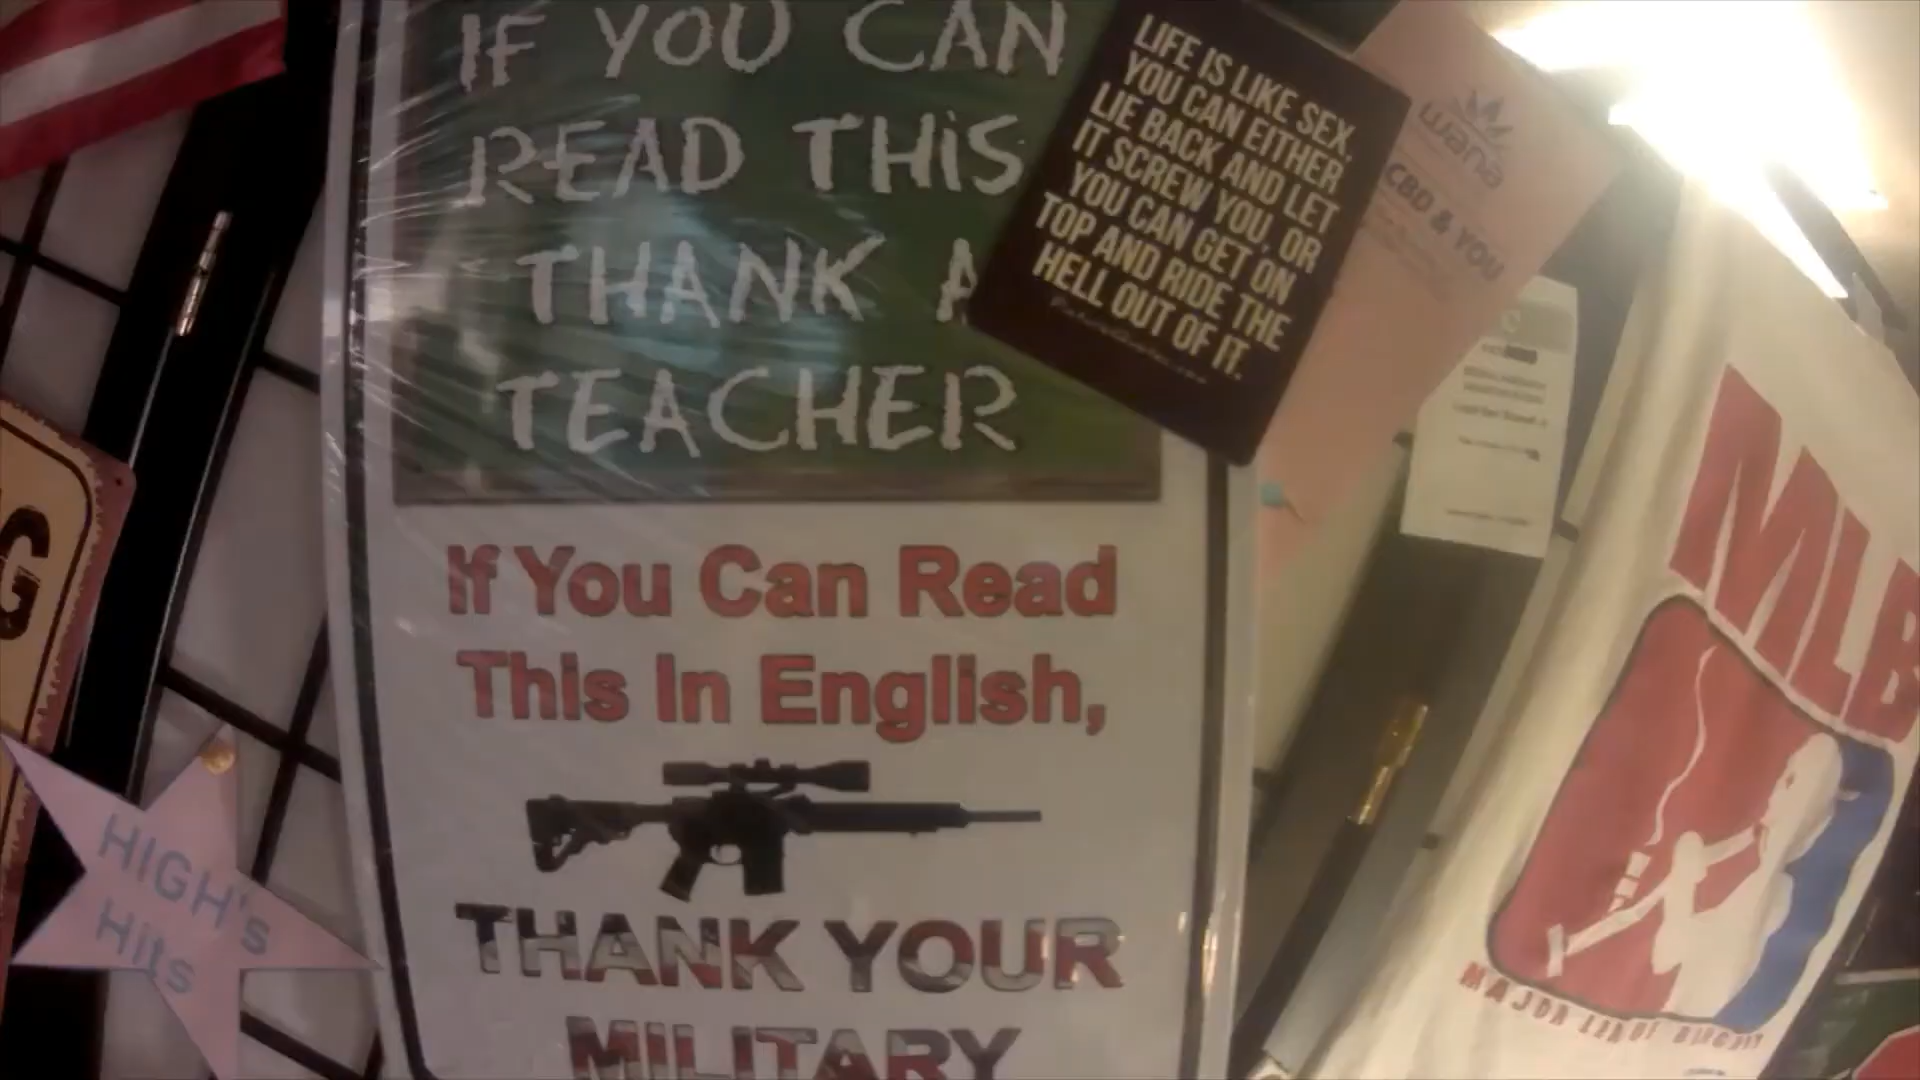 IF YOU CAN
READ THiS
THANK A
TEACHER
If You Can Read
This In English,
THANK YOUR
MILITARY
LIFE IS LIKE SEX,
YOU CAN EITHER
LIE BACK AND LET
IT SCREW YOU, OR
YOU CAN GET ON
TOP AND RIDE THE
HELL OUT OF IT.
wana
CBD & YOU
MLB
MAJOR
G
HIGH's
Hits